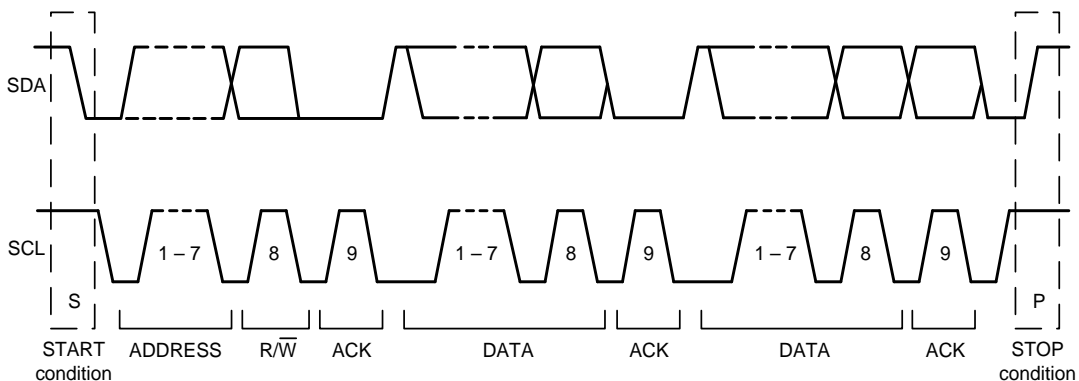 SDA
SCL
1 – 7
8
9
1 – 7
8
9
1 – 7
8
9
S
P
START
condition
ADDRESS
R/W̅
ACK
DATA
ACK
DATA
ACK
STOP
condition